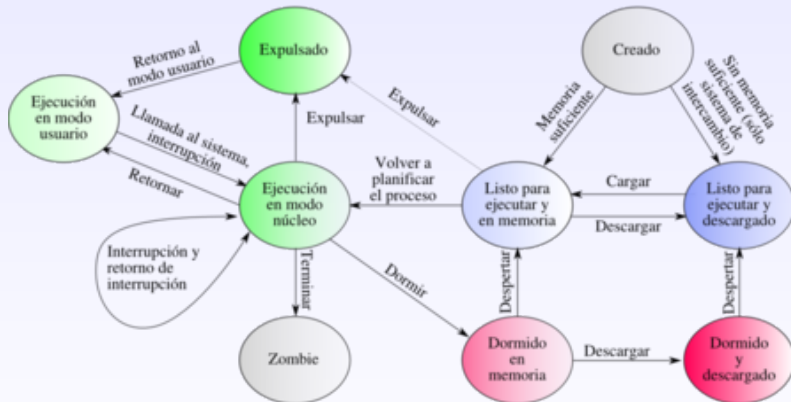 Expulsado
Creado
Retorno al
modo usuario
Ejecución
en modo
usuario
Llamada al sistema,
interrupción
Retornar
Expulsar
Expulsar
Memoria
suficiente
Sin memoria
suficiente (sólo
sistema de
intercambio)
Ejecución
en modo
núcleo
Volver a
planificar
el proceso
Listo para
ejecutar y
en memoria
Cargar
Descargar
Listo para
ejecutar y
descargado
Interrupción y
retorno de
interrupción
Terminar
Dormir
Despertar
Despertar
Zombie
Dormido
en
memoria
Descargar
Dormido
y
descargado